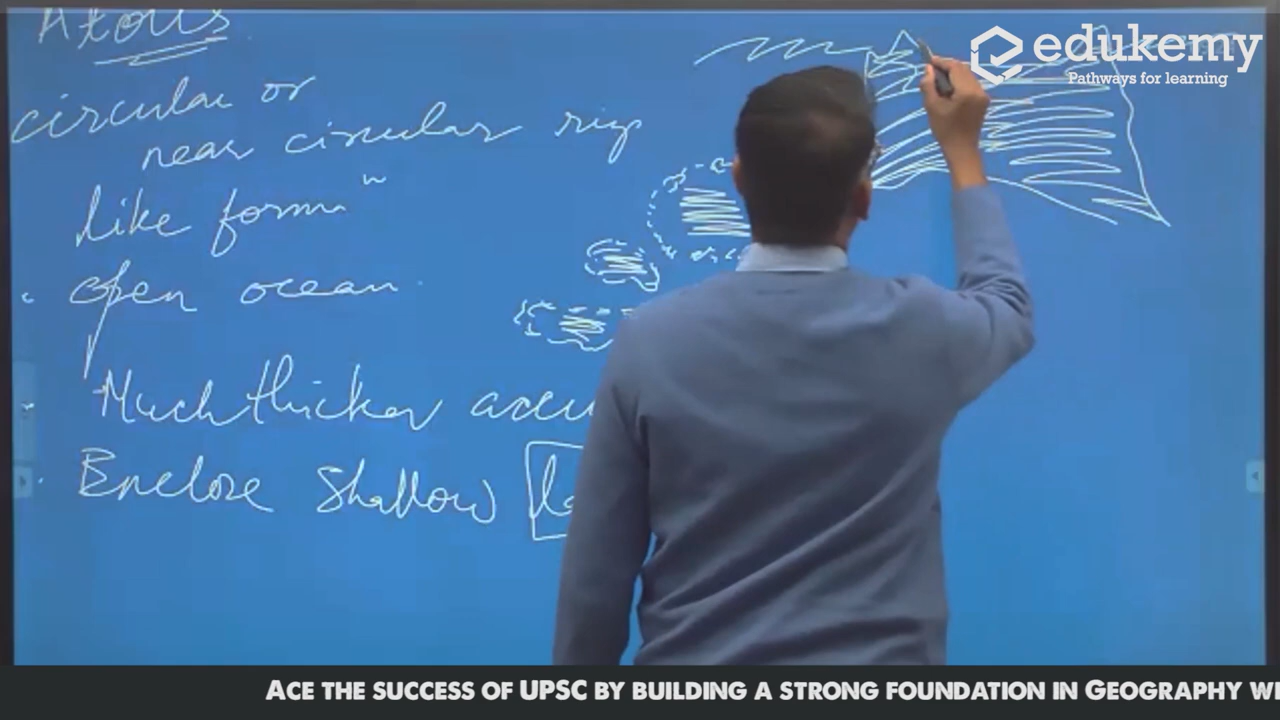 Atolls
circular or
near circular
like form
open ocean
Much thicker
Enclose Shallow
edukemy
Pathways for learning
ACE THE SUCCESS OF UPSC BY BUILDING A STRONG FOUNDATION IN GEOGRAPHY WI